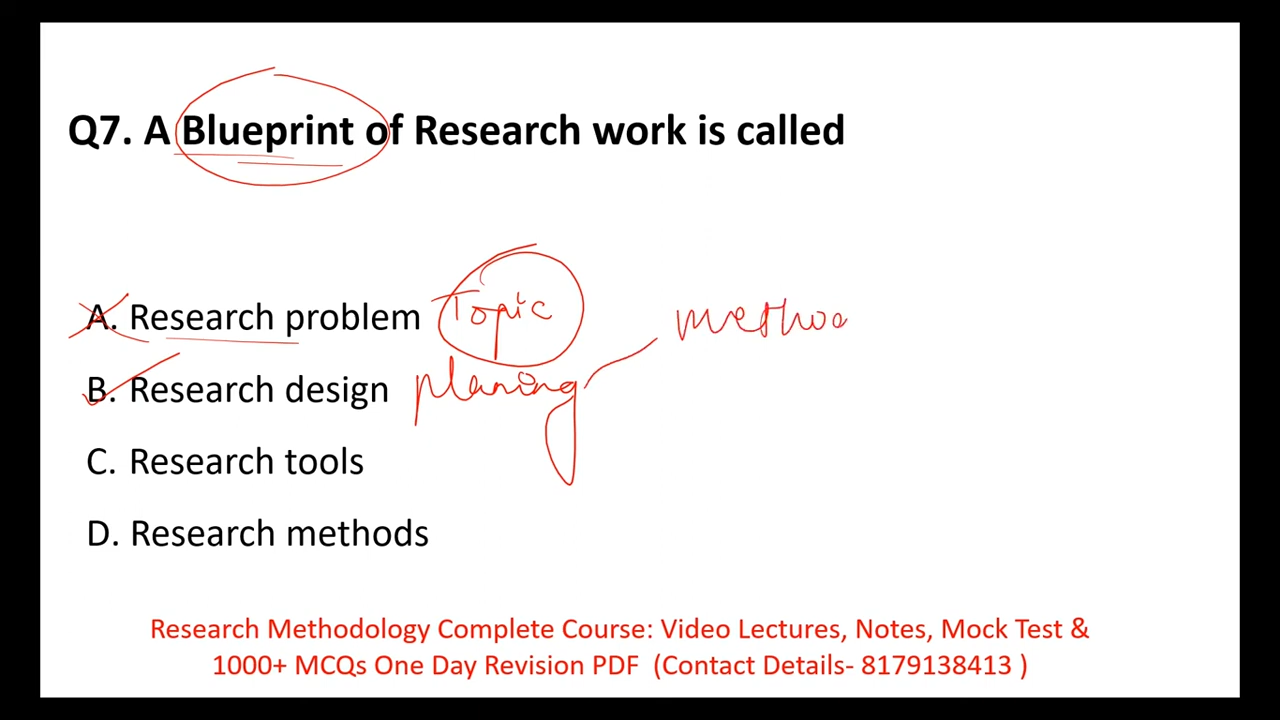 Q7. A Blueprint of Research work is called
A. Research problem Topic
metho
B. Research design planing
C. Research tools
D. Research methods
Research Methodology Complete Course: Video Lectures, Notes, Mock Test &
1000+ MCQs One Day Revision PDF (Contact Details- 8179138413 )